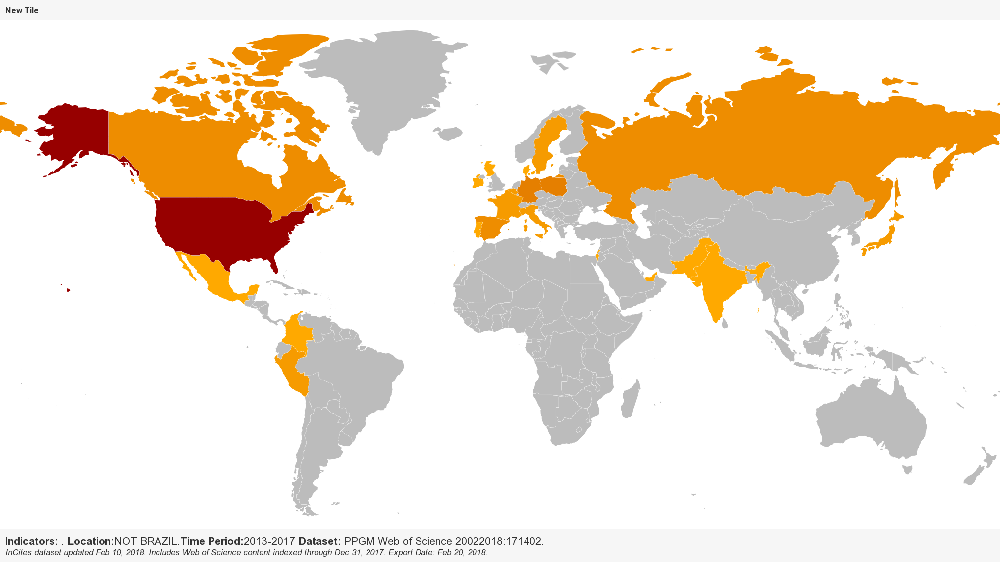 New Tile
Indicators: . Location:NOT BRAZIL.Time Period:2013-2017 Dataset: PPGM Web of Science 20022018:171402.
InCites dataset updated Feb 10, 2018. Includes Web of Science content indexed through Dec 31, 2017. Export Date: Feb 20, 2018.